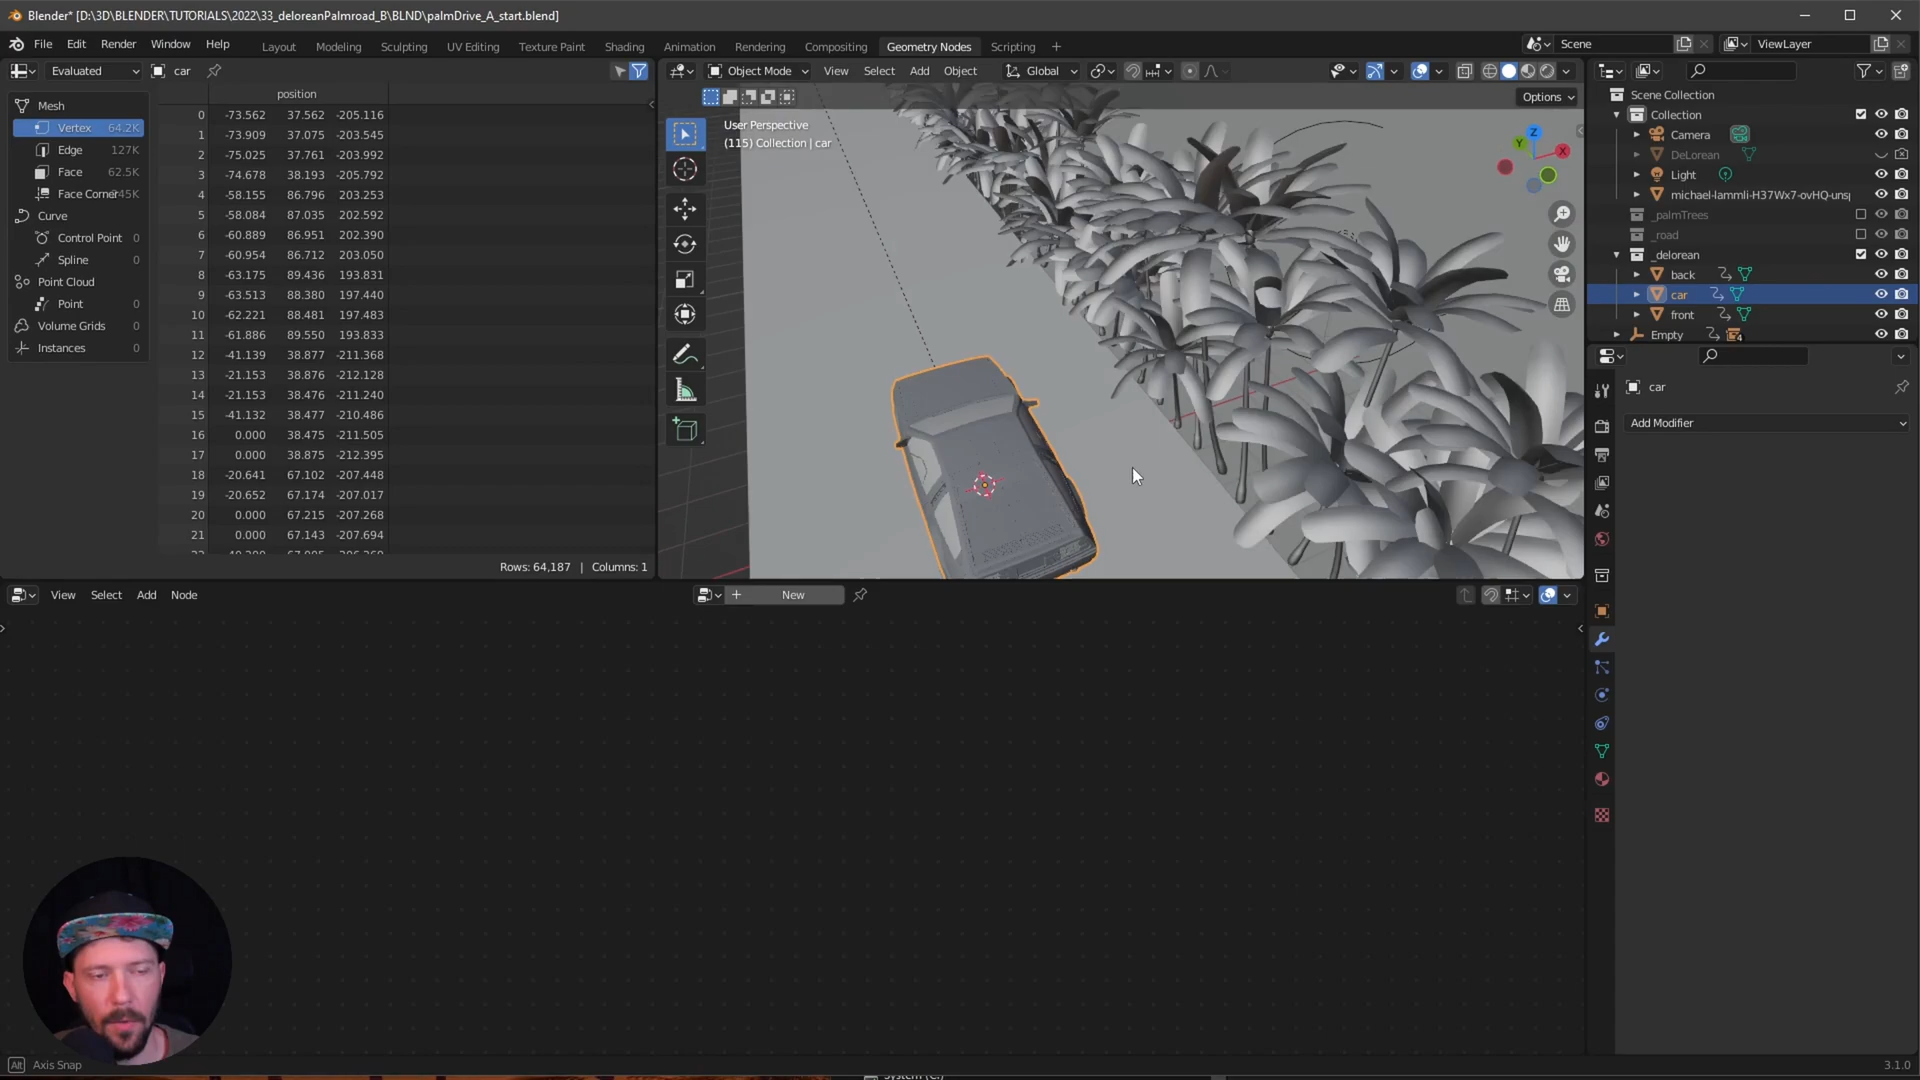 Blender* [D:\3D\BLENDER\TUTORIALS\2022\33_deloreanPalmroad_B\BLND\palmDrive_A_start.blend]
File Edit Render Window Help Layout Modeling Sculpting UV Editing Texture Paint Shading Animation Rendering Compositing Geometry Nodes Scripting + Scene ViewLayer
Evaluated car Object Mode View Select Add Object Global
Options
position
Mesh
Vertex 64.2K
Edge 127K
Face 62.5K
Face Corner 245K
Curve
Control Point 0
Spline 0
Point Cloud
Point 0
Volume Grids 0
Instances 0
0 -73.562 37.562 -205.116
1 -73.909 37.075 -203.545
2 -75.025 37.761 -203.992
3 -74.678 38.193 -205.792
4 -58.155 86.796 203.253
5 -58.084 87.035 202.592
6 -60.889 86.951 202.390
7 -60.954 86.712 203.050
8 -63.175 89.436 193.831
9 -63.513 88.380 197.440
10 -62.221 88.481 197.483
11 -61.886 89.550 193.833
12 -41.139 38.877 -211.368
13 -21.153 38.876 -212.128
14 -21.153 38.476 -211.240
15 -41.132 38.477 -210.486
16 0.000 38.475 -211.505
17 0.000 38.875 -212.395
18 -20.641 67.102 -207.448
19 -20.652 67.174 -207.017
20 0.000 67.215 -207.268
21 0.000 67.143 -207.694
Rows: 64,187 | Columns: 1
User Perspective
(115) Collection | car
Z
Y
X
Scene Collection
Collection
Camera
DeLorean
Light
michael-lammli-H37Wx7-ovHQ-unsp
_palmTrees
_road
_delorean
back
car
front
Empty
4
car
Add Modifier
View Select Add Node + New
Alt Axis Snap
3.1.0
System (C:)